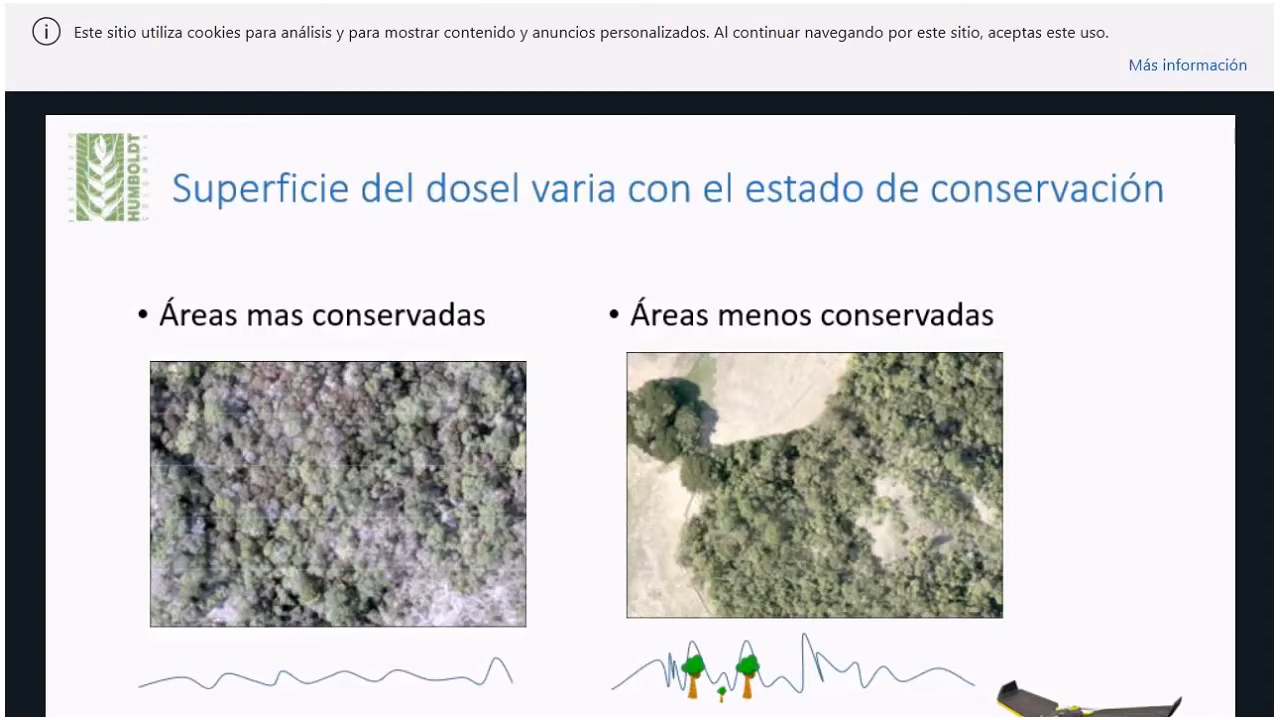 Este sitio utiliza cookies para análisis y para mostrar contenido y anuncios personalizados. Al continuar navegando por este sitio, aceptas este uso.
Más información
INSTITUTO
HUMBOLDT
COLOMBIA
Superficie del dosel varia con el estado de conservación
• Áreas mas conservadas
• Áreas menos conservadas